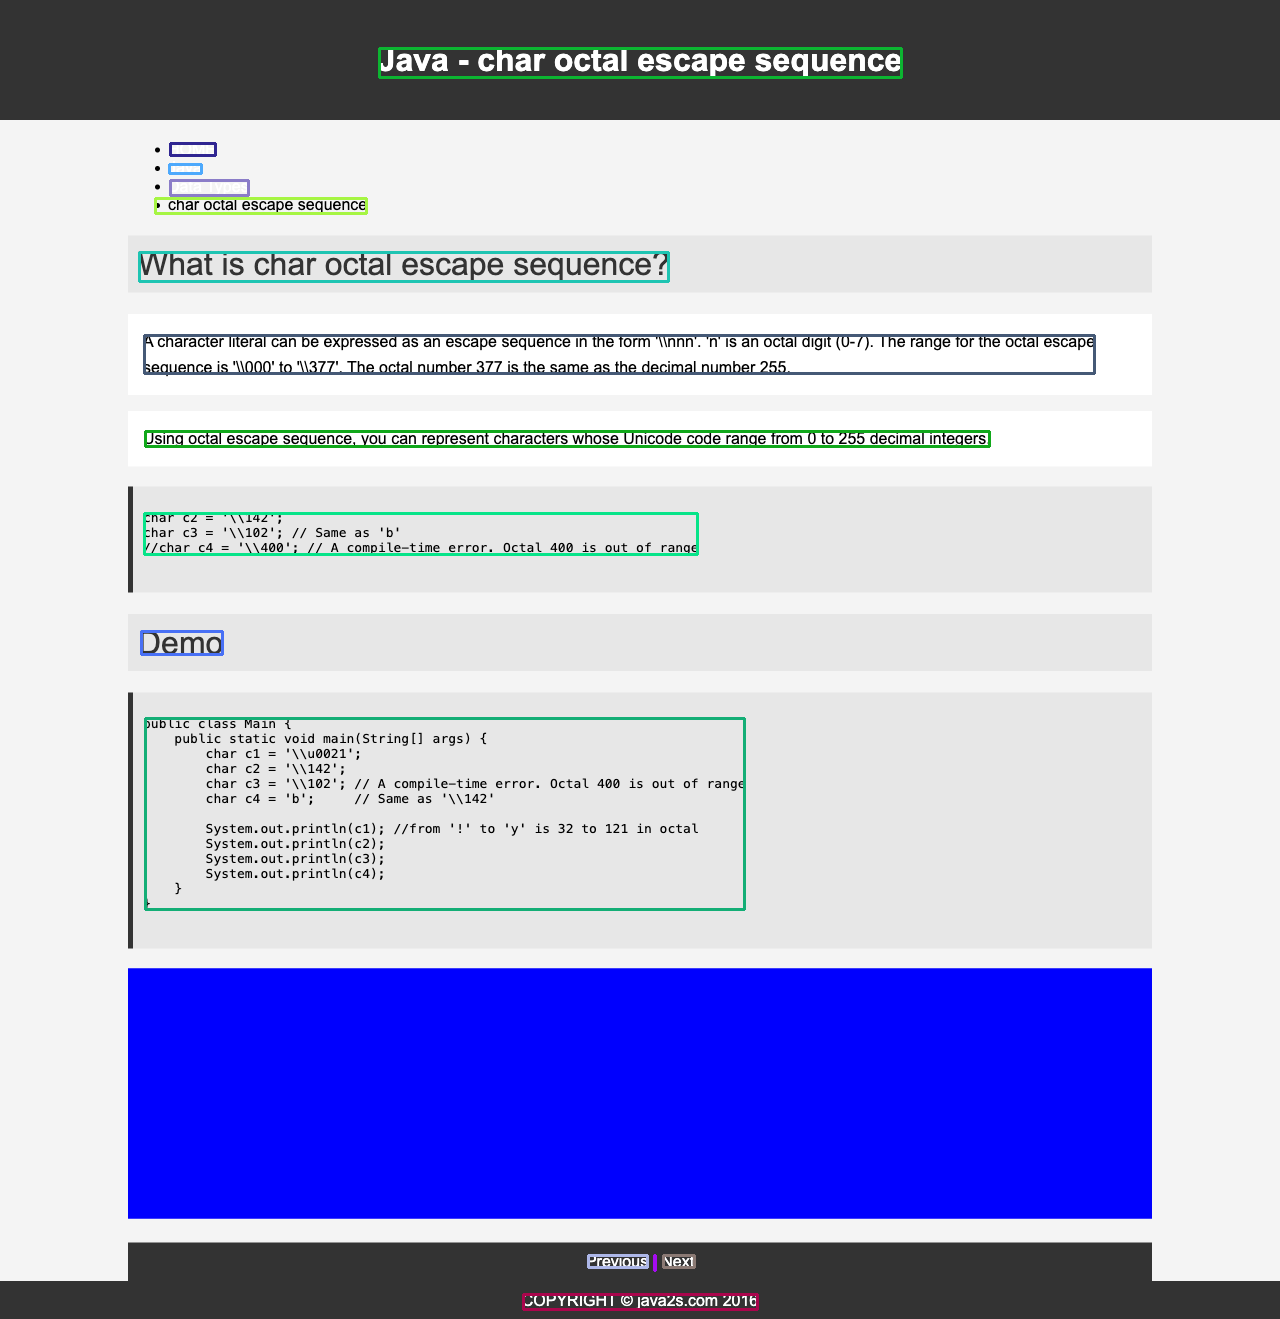 Java - char octal escape sequence
Data Types
char octal escape sequence
What is char octal escape sequence?
A character literal can be expressed as an escape sequence in the form '\\nnn'. 'n' is an octal digit (0-7). The range for the octal escape
sequence is '\\000' to '\\377'. The octal number 377 is the same as the decimal number 255.
Using octal escape sequence, you can represent characters whose Unicode code range from 0 to 255 decimal integers
char c2 = '\\142';
char c3 = '\\102'; // Same as 'b'
//char c4 = '\\400'; // A compile-time error. Octal 400 is out of range
Demo
public class Main {
    public static void main(String[] args) {
        char c1 = '\\u0021';
        char c2 = '\\142';
        char c3 = '\\102'; // A compile-time error. Octal 400 is out of range
        char c4 = 'b';     // Same as '\\142'
        System.out.println(c1); //from '!' to 'y' is 32 to 121 in octal
        System.out.println(c2);
        System.out.println(c3);
        System.out.println(c4);
    }
}
Previous | Next
COPYRIGHT © java2s.com 2016